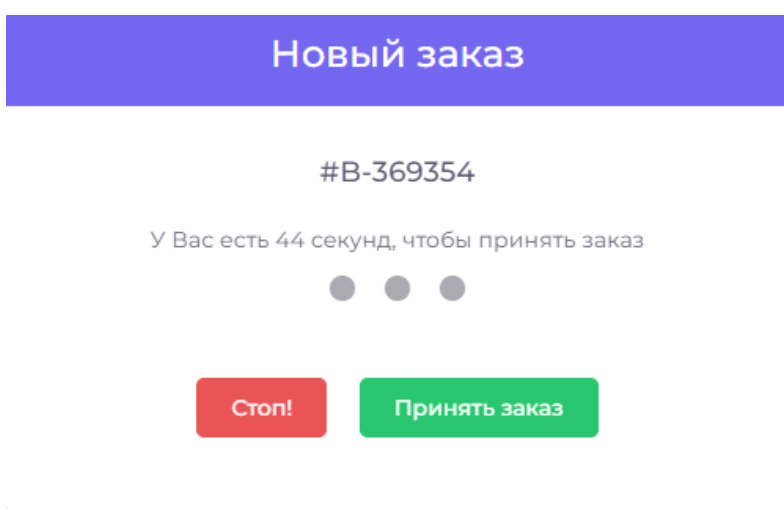 Новый заказ
#B-369354
У Вас есть 44 секунд, чтобы принять заказ
Стоп! Принять заказ